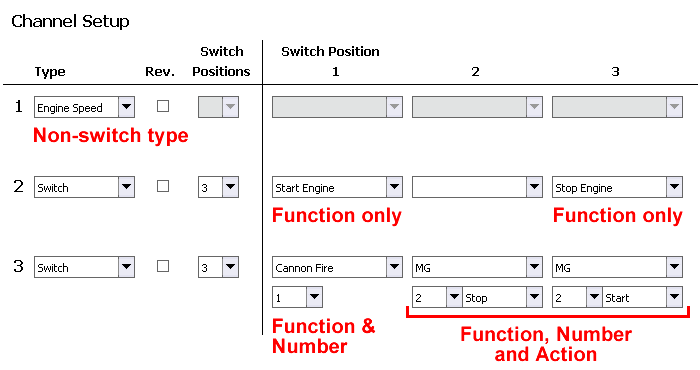 Channel Setup
Switch Switch Position
Type Rev. Positions 1 2 3
1 Engine Speed
Non-switch type
2 Switch 3 Start Engine Stop Engine
Function only Function only
3 Switch 3 Cannon Fire MG MG
1 2 Stop 2 Start
Function & Function, Number
Number and Action